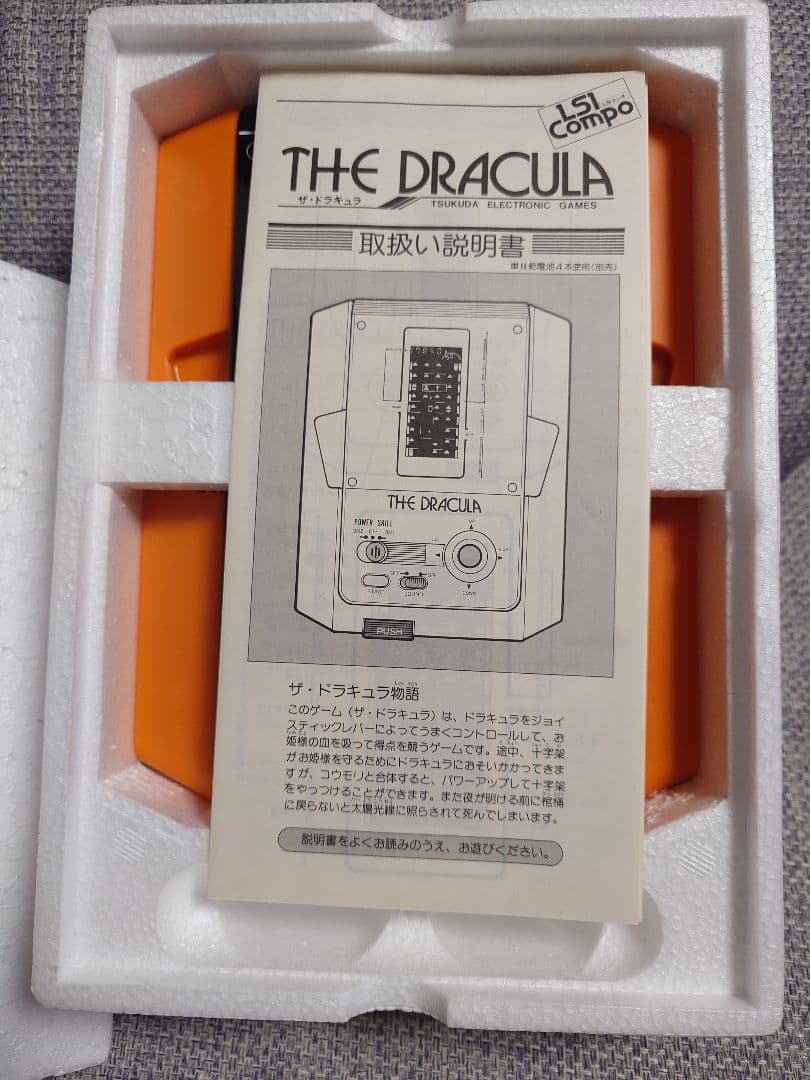 LSI
Compo
THE DRACULA
ザ・ドラキュラ
TSUKUDA ELECTRONIC GAMES
取扱い説明書
単II乾電池4本使用(別売)
THE DRACULA
POWER SKILL
UP
RIGHT
DOWN
START
SOUND
PUSH
ザ・ドラキュラ物語
このゲーム(ザ・ドラキュラ)は、ドラキュラをジョイ
スティックレバーによってうまくコントロールして、お
姫様の血を吸って得点を競うゲームです。途中、十字架
がお姫様を守るためにドラキュラにおそいかかってきま
すが、コウモリと合体すると、パワーアップして十字架
をやっつけることができます。また夜が明ける前に棺桶
に戻らないと太陽光線に照らされて死んでしまいます。
説明書をよくお読みのうえ、お遊びください。